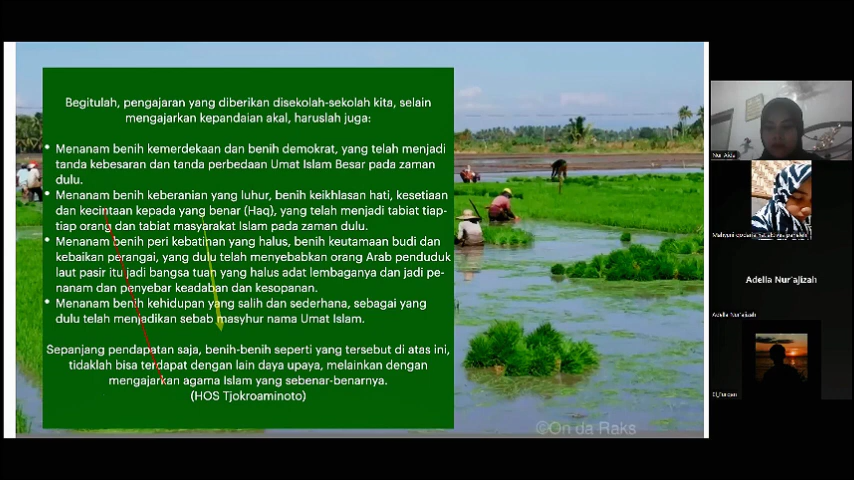 Begitulah, pengajaran yang diberikan disekolah-sekolah kita, selain
mengajarkan kepandaian akal, haruslah juga:
• Menanam benih kemerdekaan dan benih demokrat, yang telah menjadi
tanda kebesaran dan tanda perbedaan Umat Islam Besar pada zaman
dulu.
• Menanam benih keberanian yang luhur, benih keikhlasan hati, kesetiaan
dan kecintaan kepada yang benar (Haq), yang telah menjadi tabiat tiap-
tiap orang dan tabiat masyarakat Islam pada zaman dulu.
• Menanam benih peri kebatinan yang halus, benih keutamaan budi dan
kebaikan perangai, yang dulu telah menyebabkan orang Arab penduduk
laut pasir itu jadi bangsa tuan yang halus adat lembaganya dan jadi pe-
nanam dan penyebar keadaban dan kesopanan.
• Menanam benih kehidupan yang salih dan sederhana, sebagai yang
dulu telah menjadikan sebab masyhur nama Umat Islam.
Sepanjang pendapatan saja, benih-benih seperti yang tersebut di atas ini,
tidaklah bisa terdapat dengan lain daya upaya, melainkan dengan
mengajarkan agama Islam yang sebenar-benarnya.
(HOS Tjokroaminoto)
©On da Raks
Nur Aida
Adella Nur'ajizah
Adella Nur'ajizah
El_Furqan